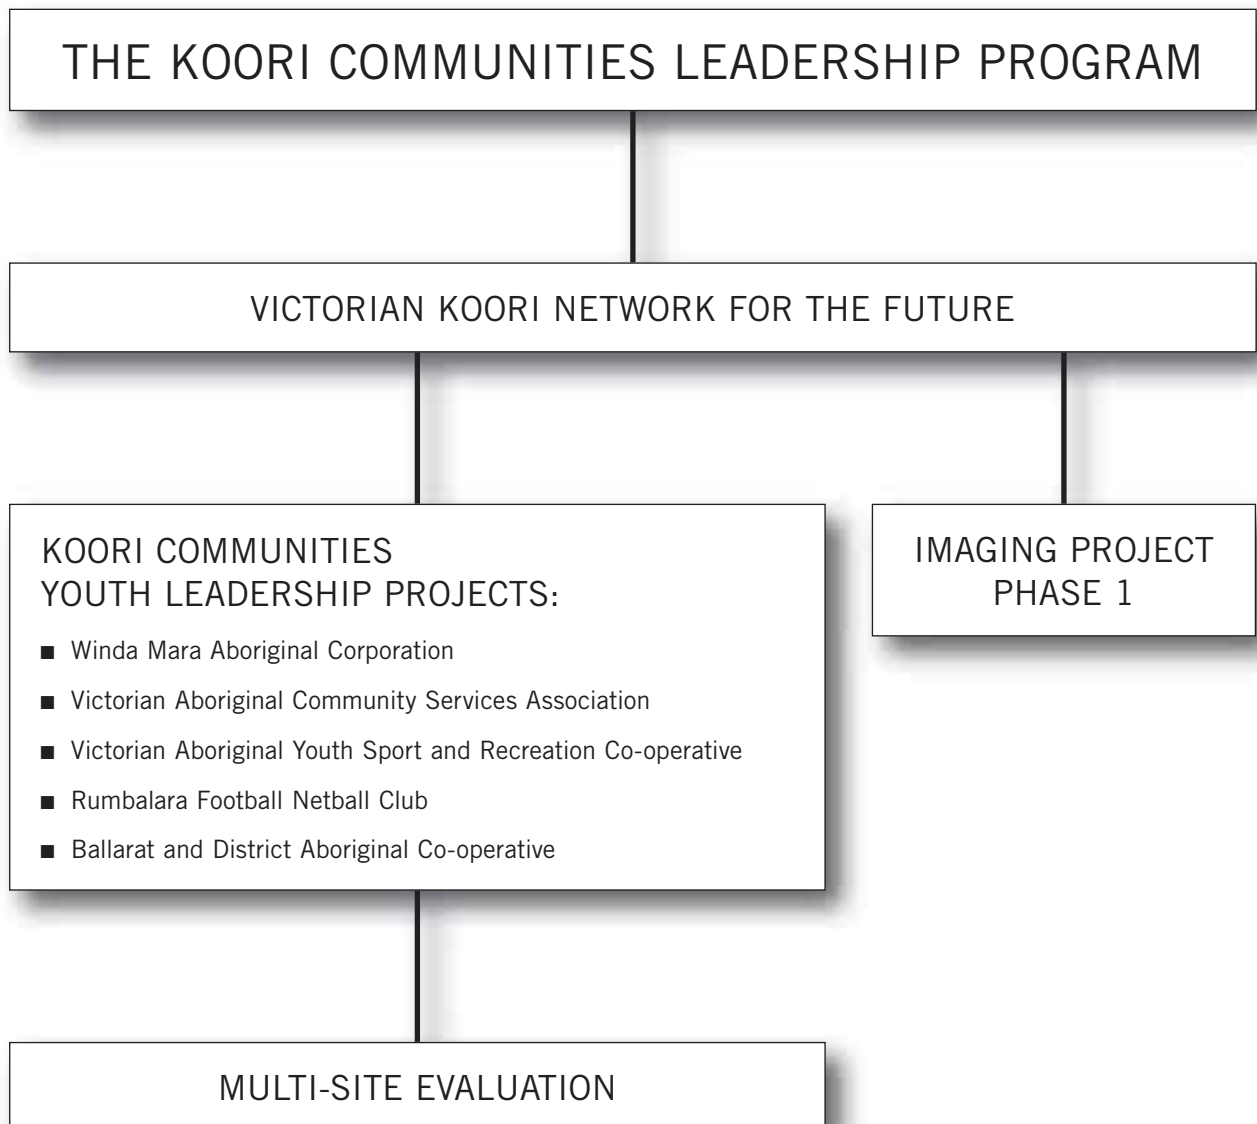 THE KOORI COMMUNITIES LEADERSHIP PROGRAM
VICTORIAN KOORI NETWORK FOR THE FUTURE
KOORI COMMUNITIES
YOUTH LEADERSHIP PROJECTS:
■ Winda Mara Aboriginal Corporation
■ Victorian Aboriginal Community Services Association
■ Victorian Aboriginal Youth Sport and Recreation Co-operative
■ Rumbalara Football Netball Club
■ Ballarat and District Aboriginal Co-operative
IMAGING PROJECT
PHASE 1
MULTI-SITE EVALUATION